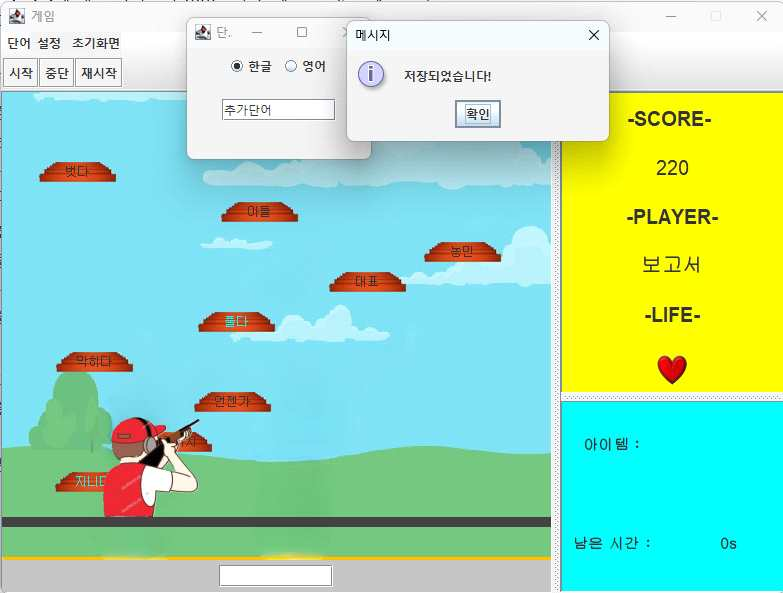 게임
단어 설정 초기화면
시작 중단 재시작
단.
한글 영어
추가단어
메시지
저장되었습니다!
확인
벗다
아들
농민
대표
풀다
막히다
언젠가
-SCORE-
220
-PLAYER-
보고서
-LIFE-
아이템 :
남은 시간 : 0s